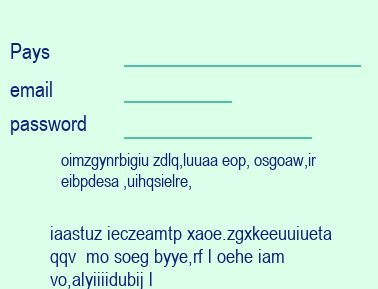 Pays
email
password
oimzgynrbigiu zdlq,luuaa eop, osgoaw,ir
eibpdesa ,uihqsielre,
iaastuz ieczeamtp xaoe.zgxkeeuuiueta
qqv  mo soeg byye,rf l oehe iam
vo,alyiiiidubij l